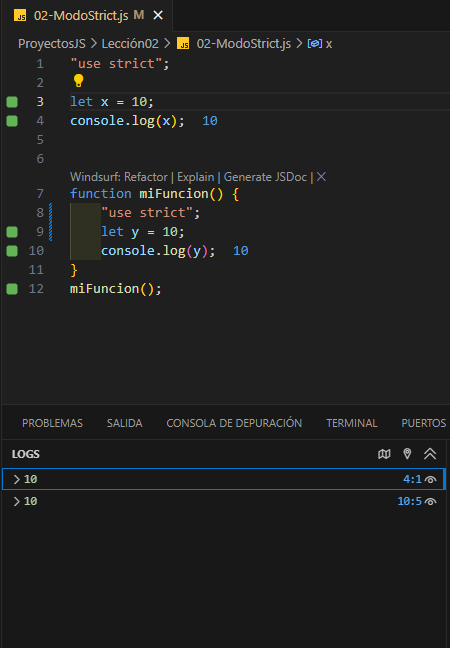 JS 02-ModoStrict.js M ×
ProyectosJS > Lección02 > JS 02-ModoStrict.js > x
1 "use strict";
2
3 let x = 10;
4 console.log(x); 10
5
6
Windsurf: Refactor | Explain | Generate JSDoc | ×
7 function miFuncion() {
8 "use strict";
9 let y = 10;
10 console.log(y); 10
11 }
12 miFuncion();
PROBLEMAS SALIDA CONSOLA DE DEPURACIÓN TERMINAL PUERTOS
LOGS
> 10 4:1
> 10 10:5